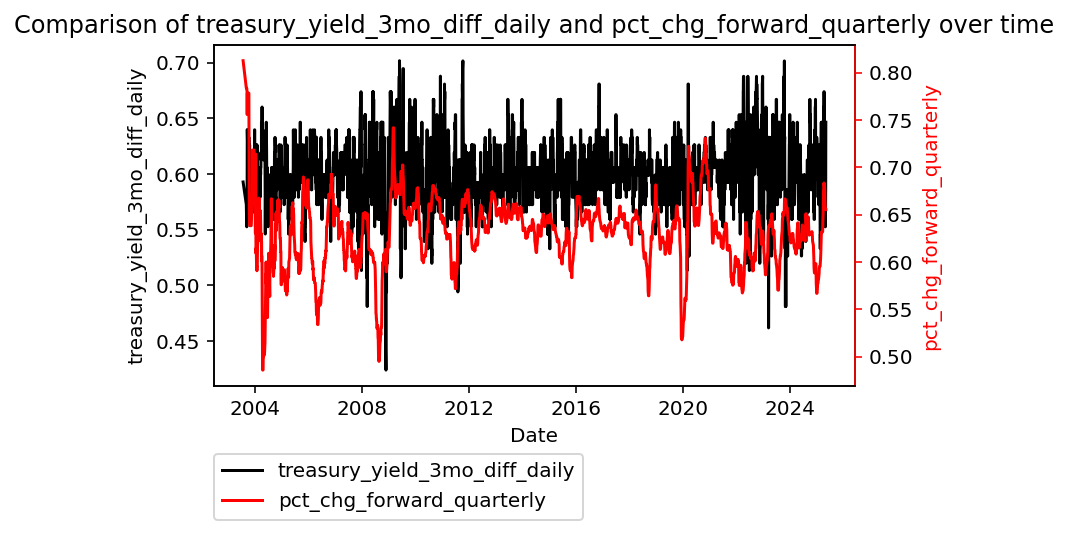 Comparison of treasury_yield_3mo_diff_daily and pct_chg_forward_quarterly over time
treasury_yield_3mo_diff_daily
0.70
0.65
0.60
0.55
0.50
0.45
0.80
0.75
0.70
0.65
0.60
0.55
0.50
pct_chg_forward_quarterly
2004 2008 2012 2016 2020 2024
Date
treasury_yield_3mo_diff_daily
pct_chg_forward_quarterly